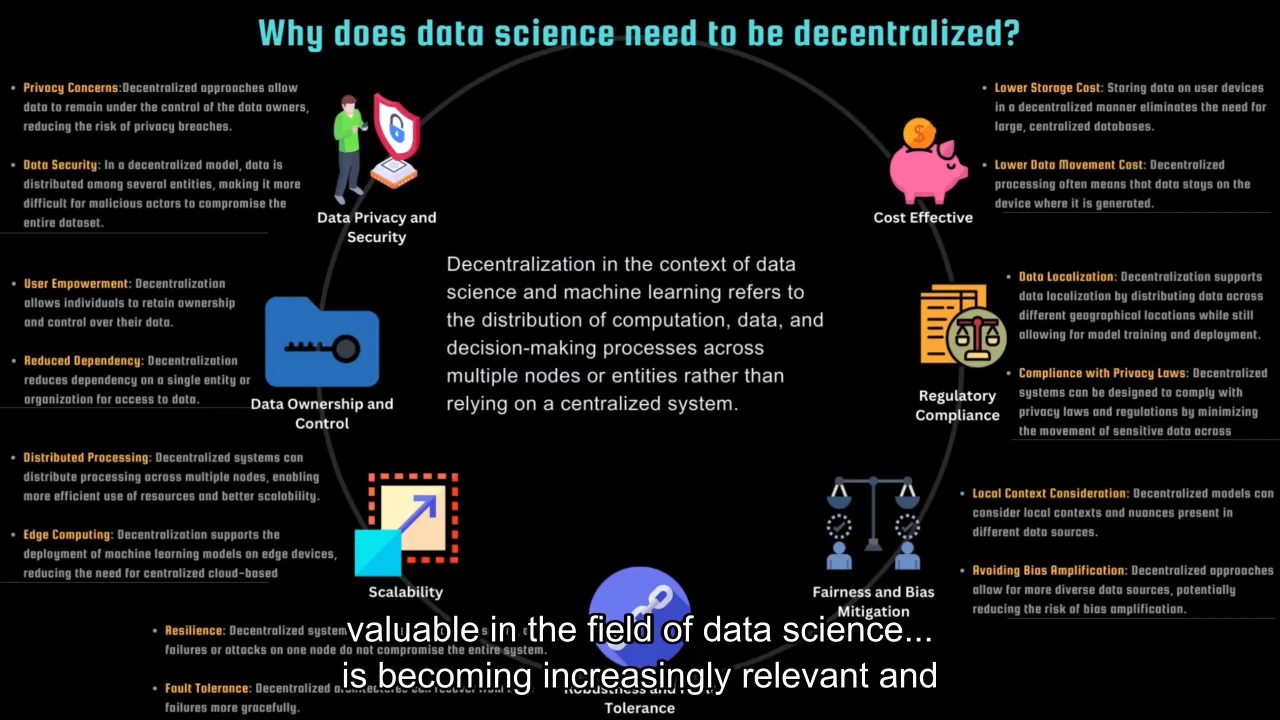 Why does data science need to be decentralized?
• Privacy Concerns:Decentralized approaches allow
data to remain under the control of the data owners,
reducing the risk of privacy breaches.
• Data Security: In a decentralized model, data is
distributed among several entities, making it more
difficult for malicious actors to compromise the
entire dataset.
Data Privacy and
Security
• User Empowerment: Decentralization
allows individuals to retain ownership
and control over their data.
• Reduced Dependency: Decentralization
reduces dependency on a single entity or
organization for access to data.
Data Ownership and
Control
• Distributed Processing: Decentralized systems can
distribute processing across multiple nodes, enabling
more efficient use of resources and better scalability.
• Edge Computing: Decentralization supports the
deployment of machine learning models on edge devices,
reducing the need for centralized cloud-based
Scalability
Decentralization in the context of data
science and machine learning refers to
the distribution of computation, data, and
decision-making processes across
multiple nodes or entities rather than
relying on a centralized system.
• Lower Storage Cost: Storing data on user devices
in a decentralized manner eliminates the need for
large, centralized databases.
• Lower Data Movement Cost: Decentralized
processing often means that data stays on the
device where it is generated.
Cost Effective
• Data Localization: Decentralization supports
data localization by distributing data across
different geographical locations while still
allowing for model training and deployment.
• Compliance with Privacy Laws: Decentralized
systems can be designed to comply with
privacy laws and regulations by minimizing
the movement of sensitive data across
Regulatory
Compliance
• Local Context Consideration: Decentralized models can
consider local contexts and nuances present in
different data sources.
• Avoiding Bias Amplification: Decentralized approaches
allow for more diverse data sources, potentially
reducing the risk of bias amplification.
Fairness and Bias
Mitigation
• Resilience: Decentralized
failures or attacks on one node do not compromise the entire system.
• Fault Tolerance: Decentralized
failures more gracefully.
Robustness and
Tolerance
valuable in the field of data science...
is becoming increasingly relevant and